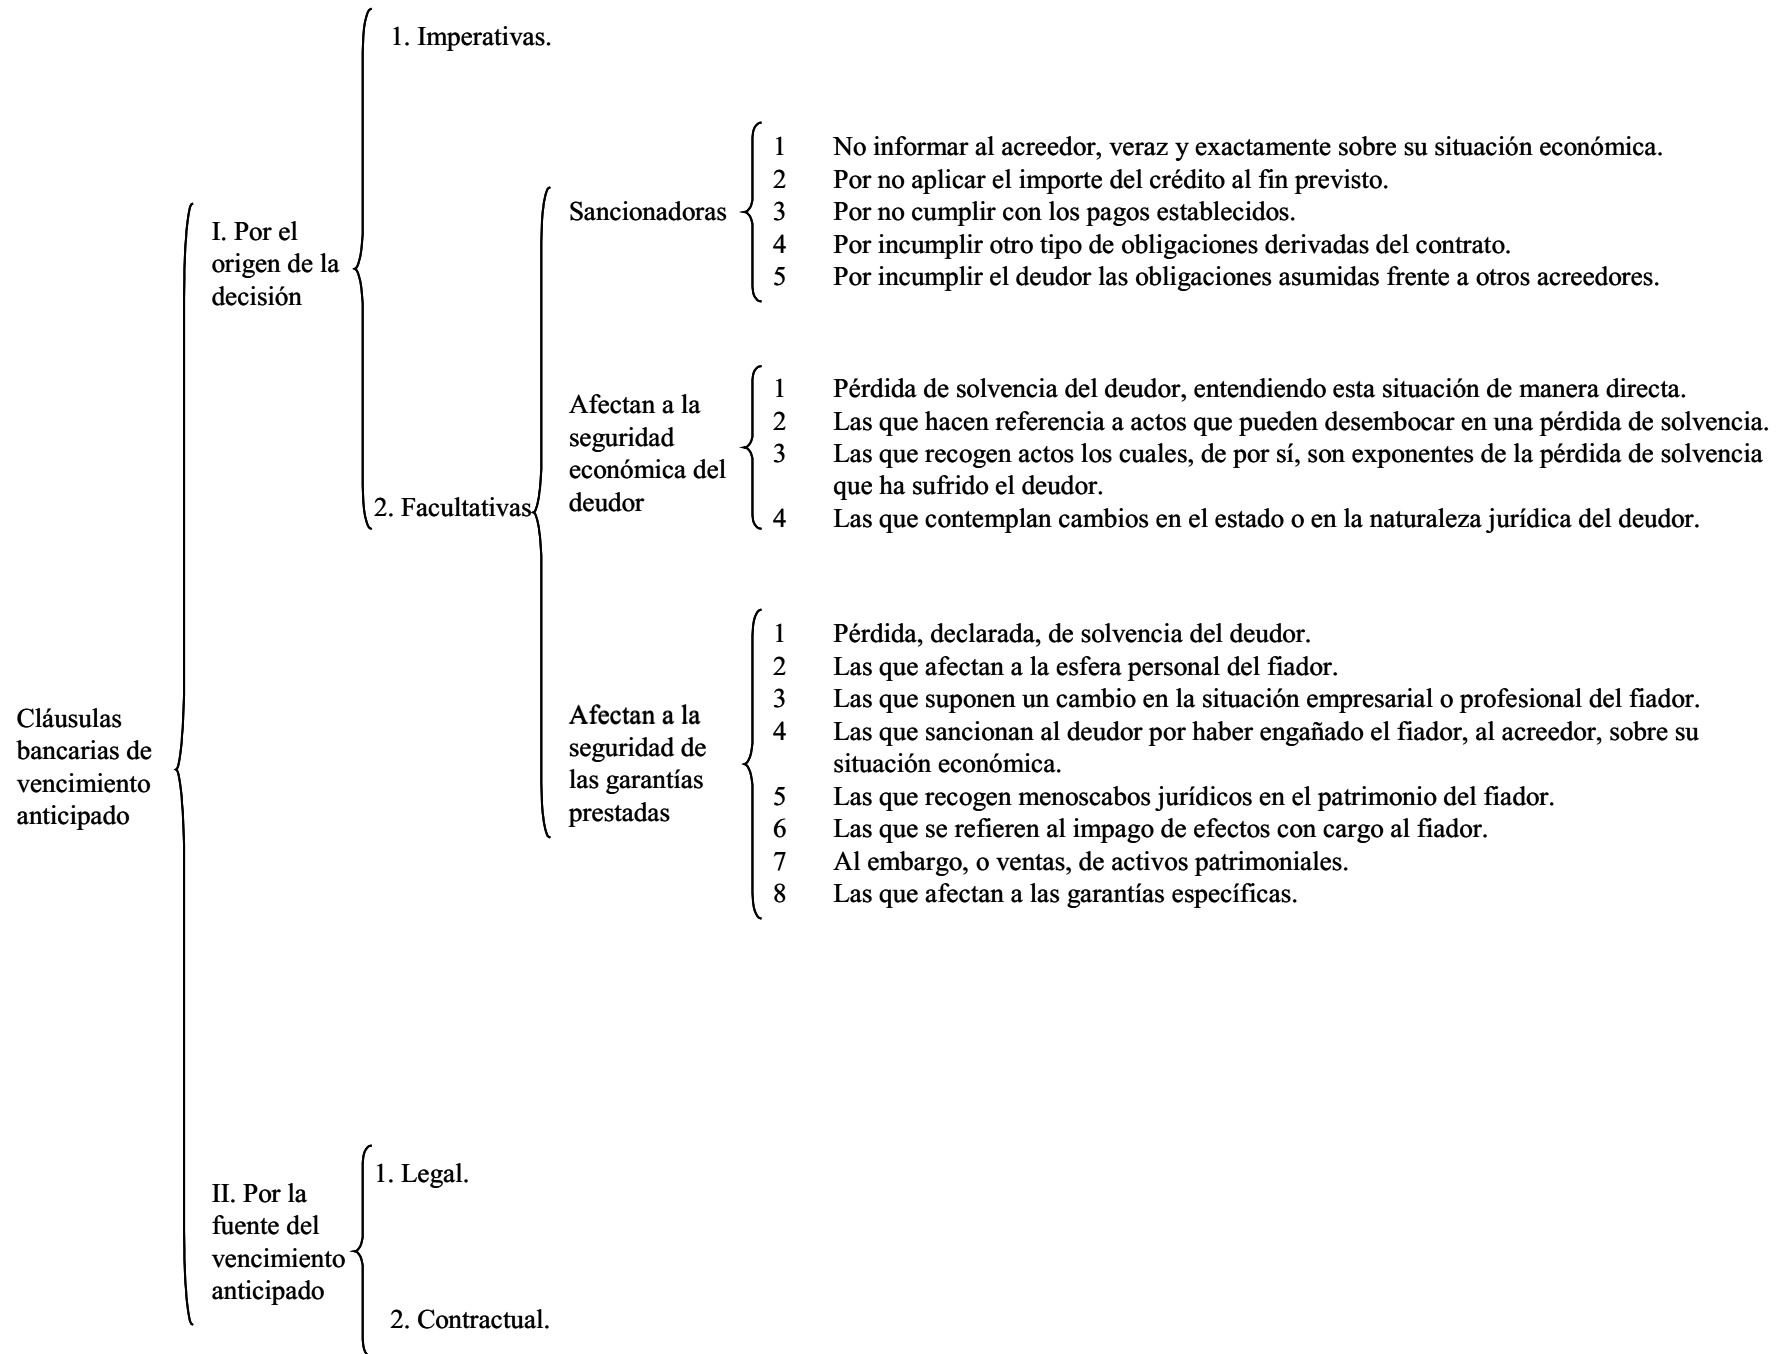 Cláusulas
bancarias de
vencimiento
anticipado
I. Por el
origen de la
decisión
1. Imperativas.
2. Facultativas
Sancionadoras
1 No informar al acreedor, veraz y exactamente sobre su situación económica.
2 Por no aplicar el importe del crédito al fin previsto.
3 Por no cumplir con los pagos establecidos.
4 Por incumplir otro tipo de obligaciones derivadas del contrato.
5 Por incumplir el deudor las obligaciones asumidas frente a otros acreedores.
Afectan a la
seguridad
económica del
deudor
1 Pérdida de solvencia del deudor, entendiendo esta situación de manera directa.
2 Las que hacen referencia a actos que pueden desembocar en una pérdida de solvencia.
3 Las que recogen actos los cuales, de por sí, son exponentes de la pérdida de solvencia
que ha sufrido el deudor.
4 Las que contemplan cambios en el estado o en la naturaleza jurídica del deudor.
Afectan a la
seguridad de
las garantías
prestadas
1 Pérdida, declarada, de solvencia del deudor.
2 Las que afectan a la esfera personal del fiador.
3 Las que suponen un cambio en la situación empresarial o profesional del fiador.
4 Las que sancionan al deudor por haber engañado el fiador, al acreedor, sobre su
situación económica.
5 Las que recogen menoscabos jurídicos en el patrimonio del fiador.
6 Las que se refieren al impago de efectos con cargo al fiador.
7 Al embargo, o ventas, de activos patrimoniales.
8 Las que afectan a las garantías específicas.
II. Por la
fuente del
vencimiento
anticipado
1. Legal.
2. Contractual.